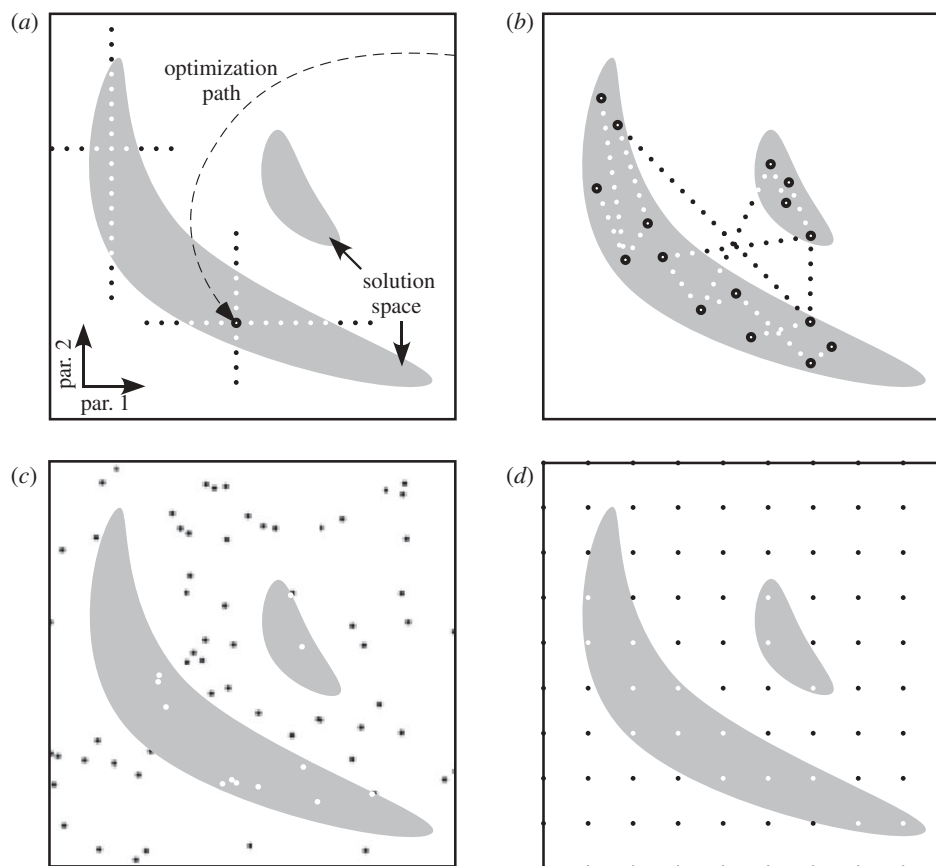 (a)
(b)
optimization
path
solution
space
par. 2
par. 1
(c)
(d)